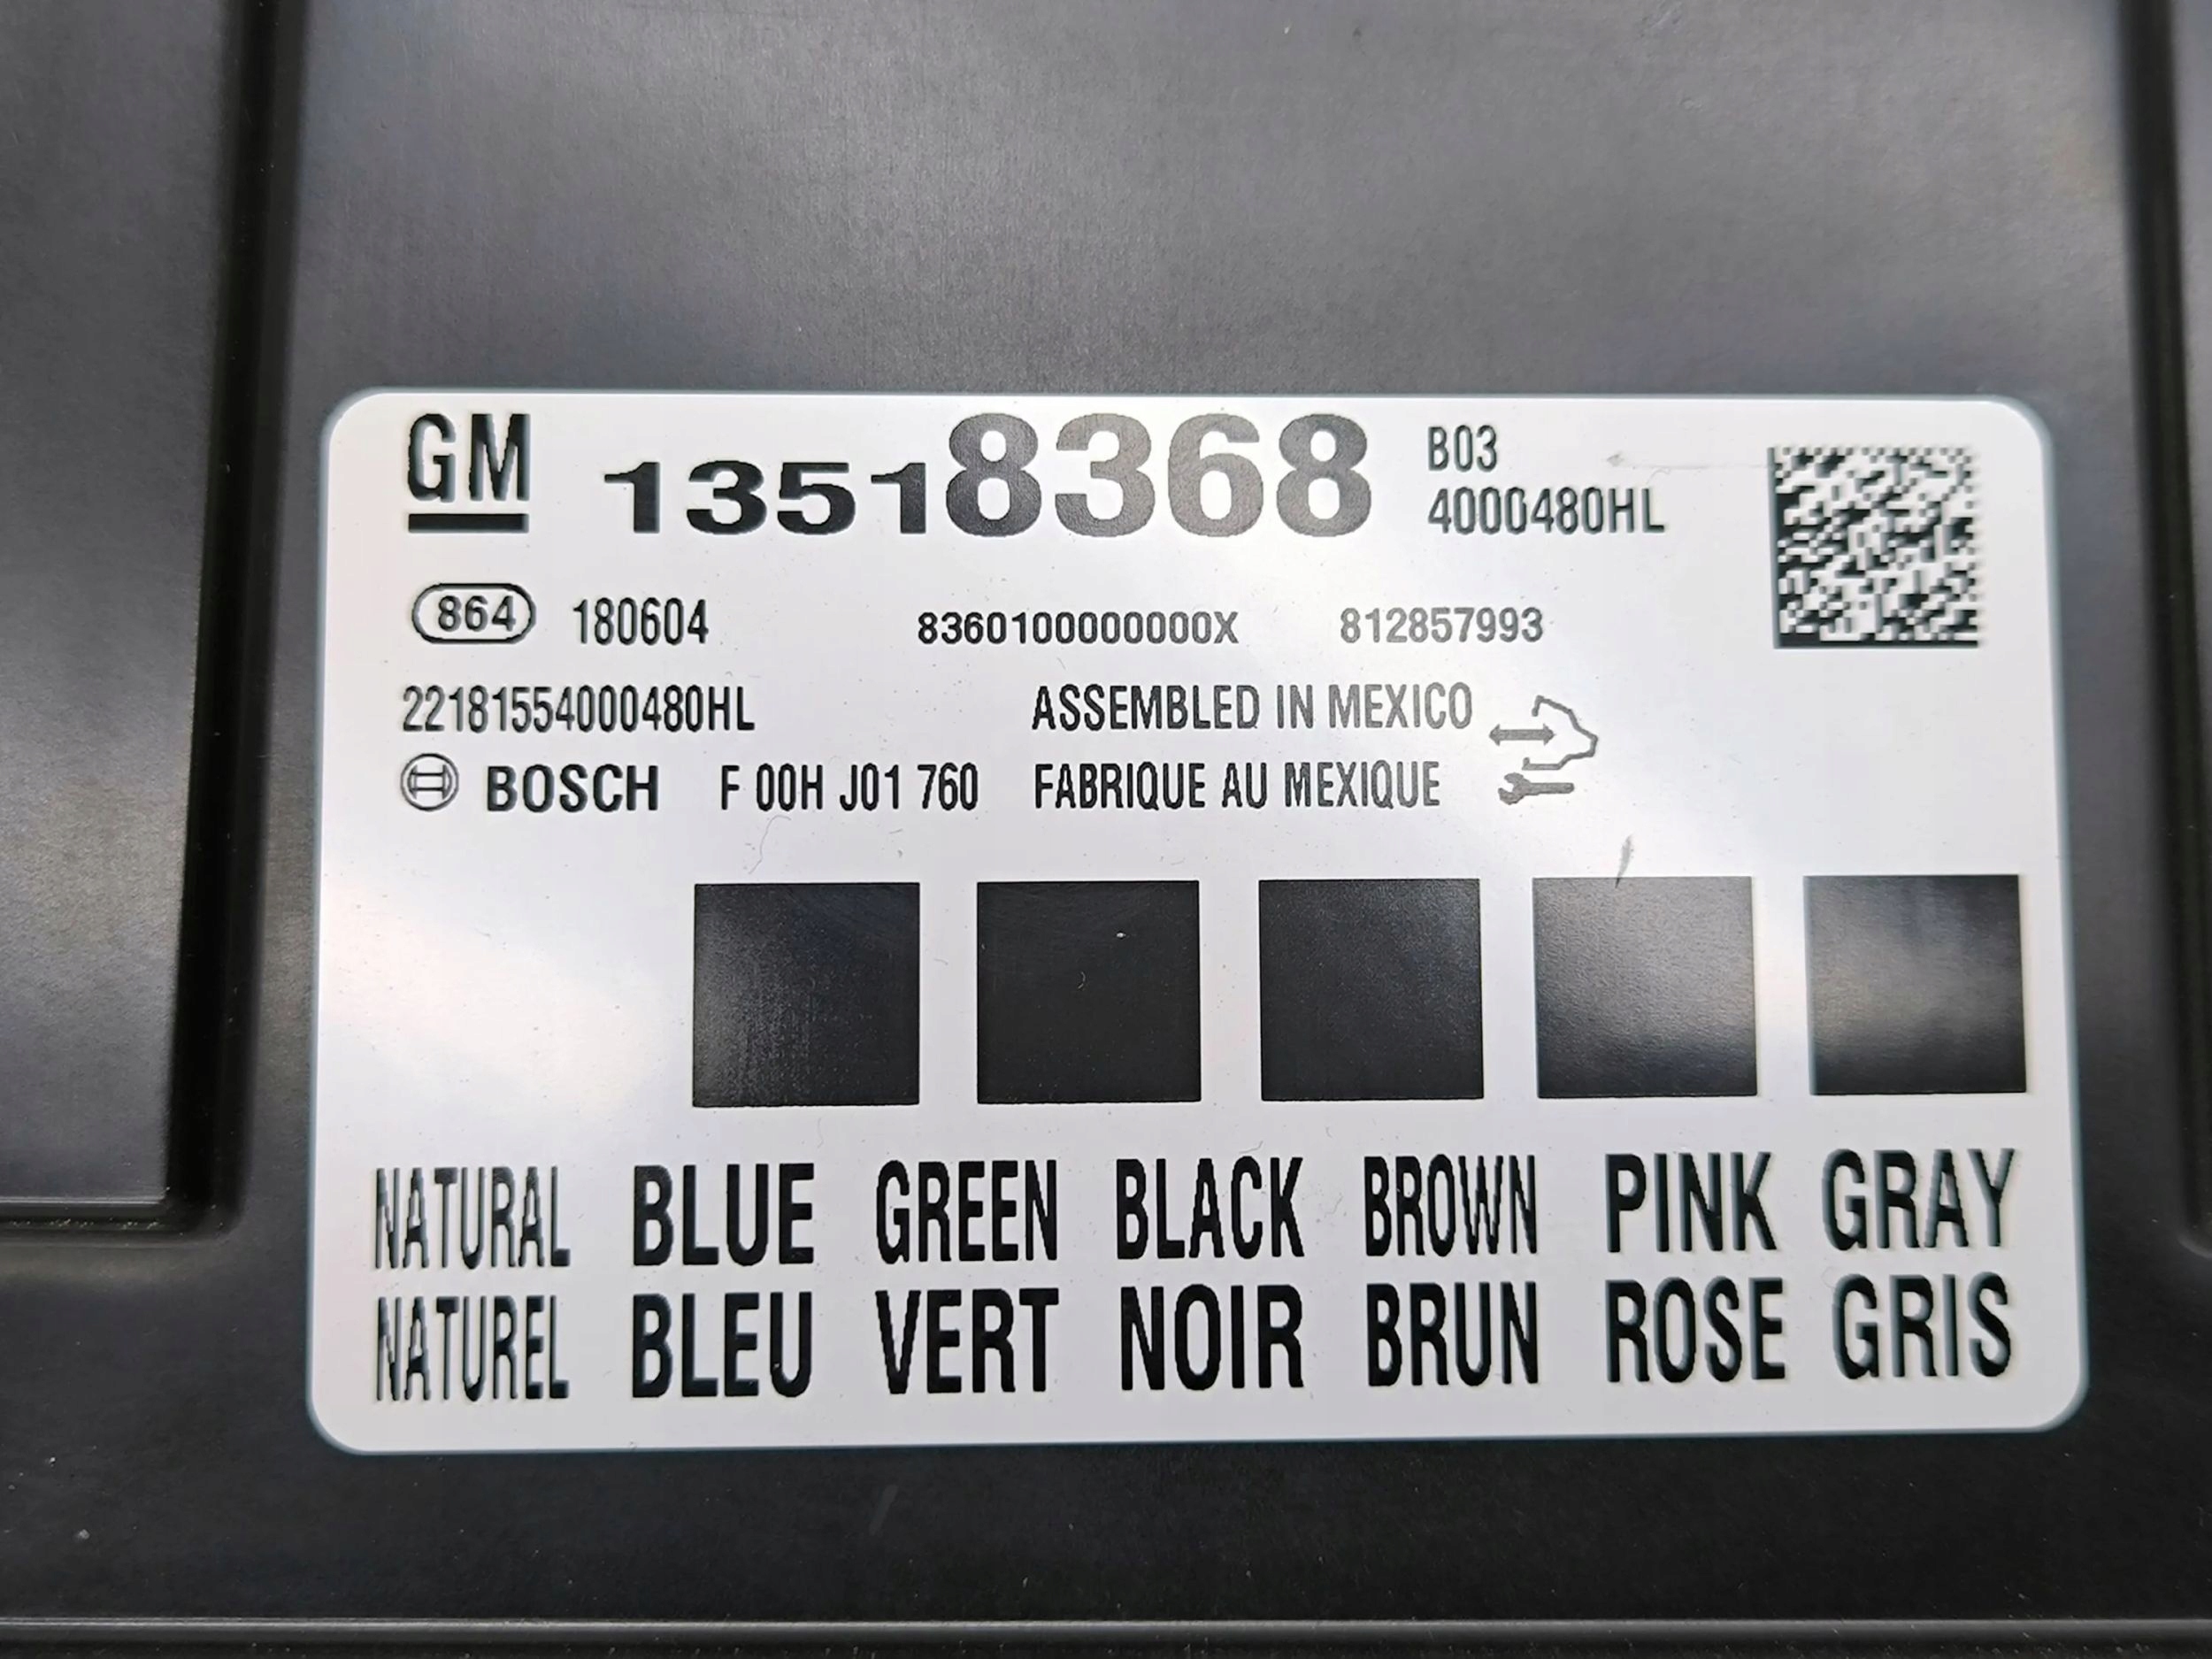 GM 13518368 B03
4000480HL
864 180604 8360100000000X 812857993
22181554000480HL ASSEMBLED IN MEXICO
BOSCH F 00H J01 760 FABRIQUE AU MEXIQUE
NATURAL BLUE GREEN BLACK BROWN PINK GRAY
NATUREL BLEU VERT NOIR BRUN ROSE GRIS